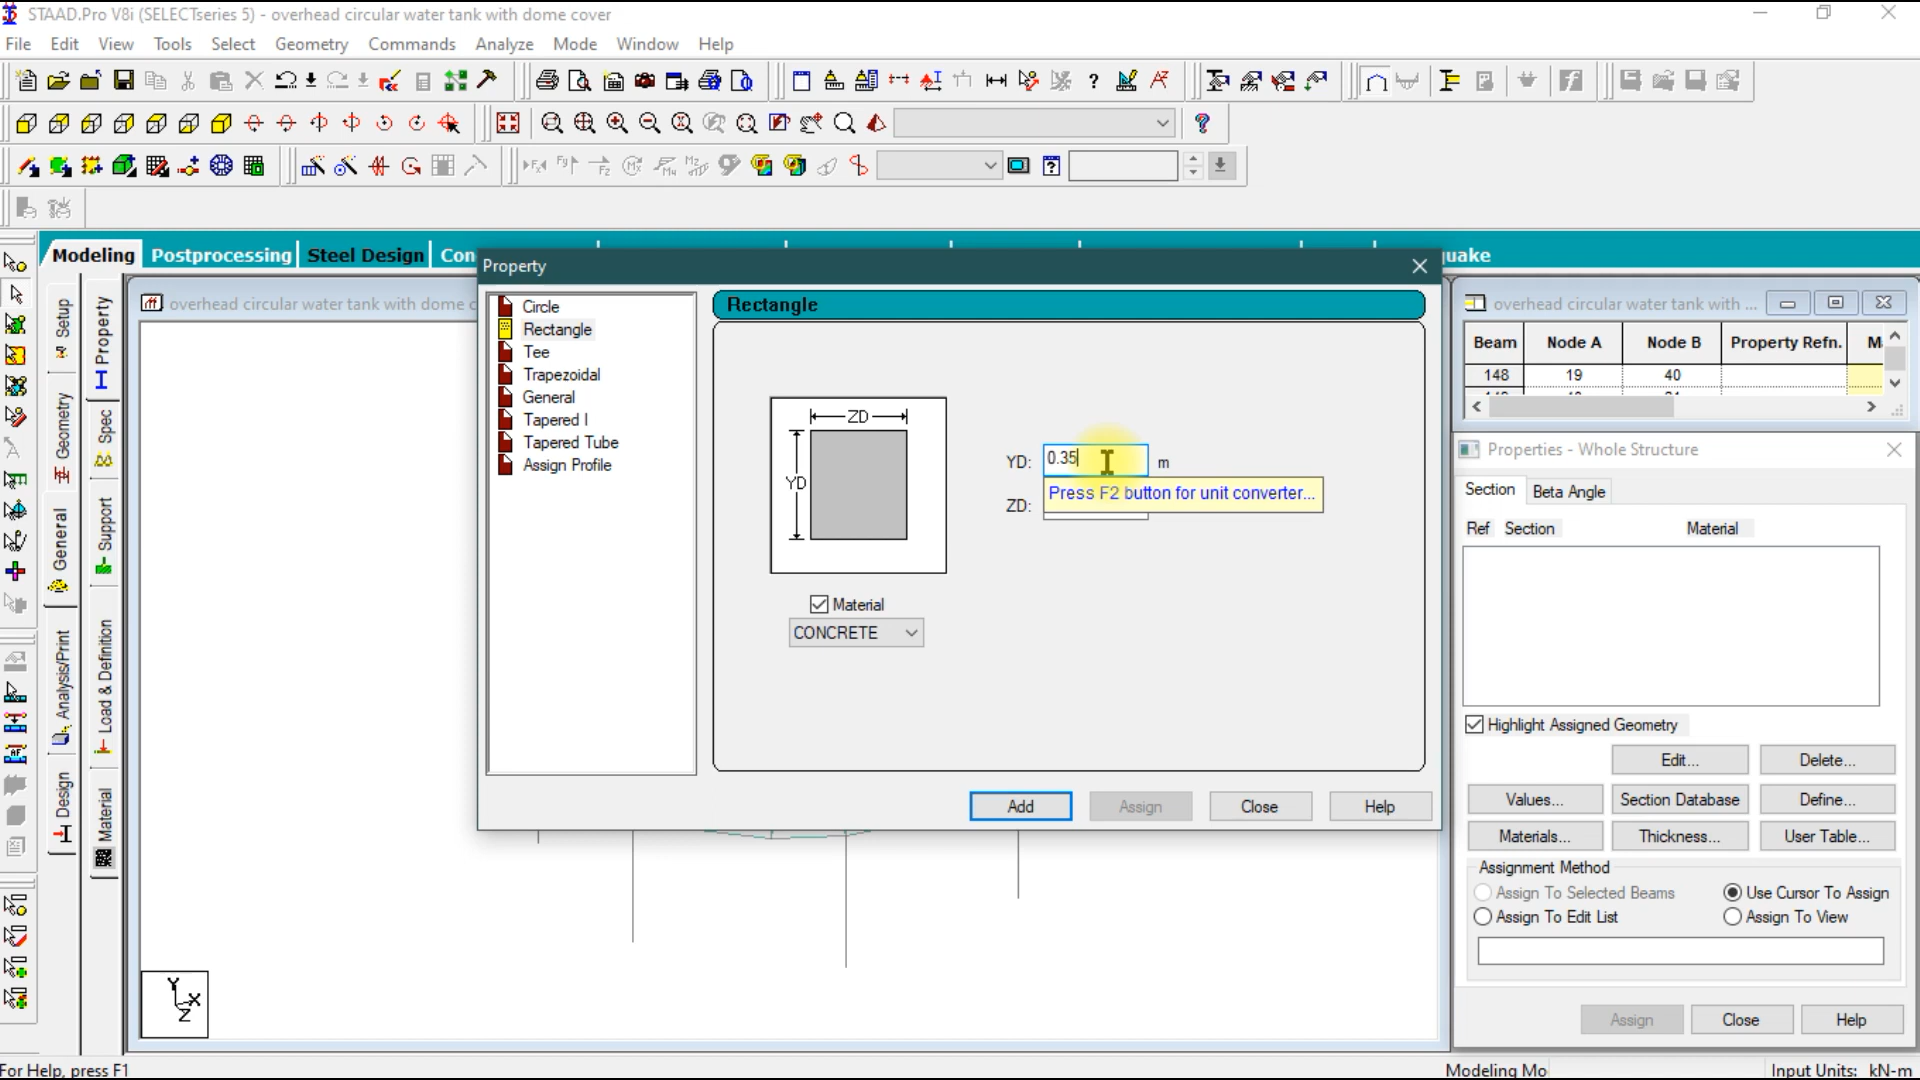 STAAD.Pro V8i (SELECTseries 5) - overhead circular water tank with dome cover
File Edit View Tools Select Geometry Commands Analyze Mode Window Help
Modeling Postprocessing Steel Design Con
uake
Setup
Geometry
General
Analysis/Print
Design
Property
Spec
Support
Load & Definition
Material
overhead circular water tank with dome c
Property
Circle
Rectangle
Tee
Trapezoidal
General
Tapered I
Tapered Tube
Assign Profile
Rectangle
ZD
YD
YD: 0.35 m
Press F2 button for unit converter...
ZD:
Material
CONCRETE
Add Assign Close Help
overhead circular water tank with ...
Beam Node A Node B Property Refn. M
148 19 40
Properties - Whole Structure
Section Beta Angle
Ref Section Material
Highlight Assigned Geometry
Edit... Delete...
Values... Section Database Define...
Materials... Thickness... User Table...
Assignment Method
Assign To Selected Beams Use Cursor To Assign
Assign To Edit List Assign To View
Assign Close Help
Y
X
Z
For Help, press F1
Modeling Mo
Input Units: kN-m